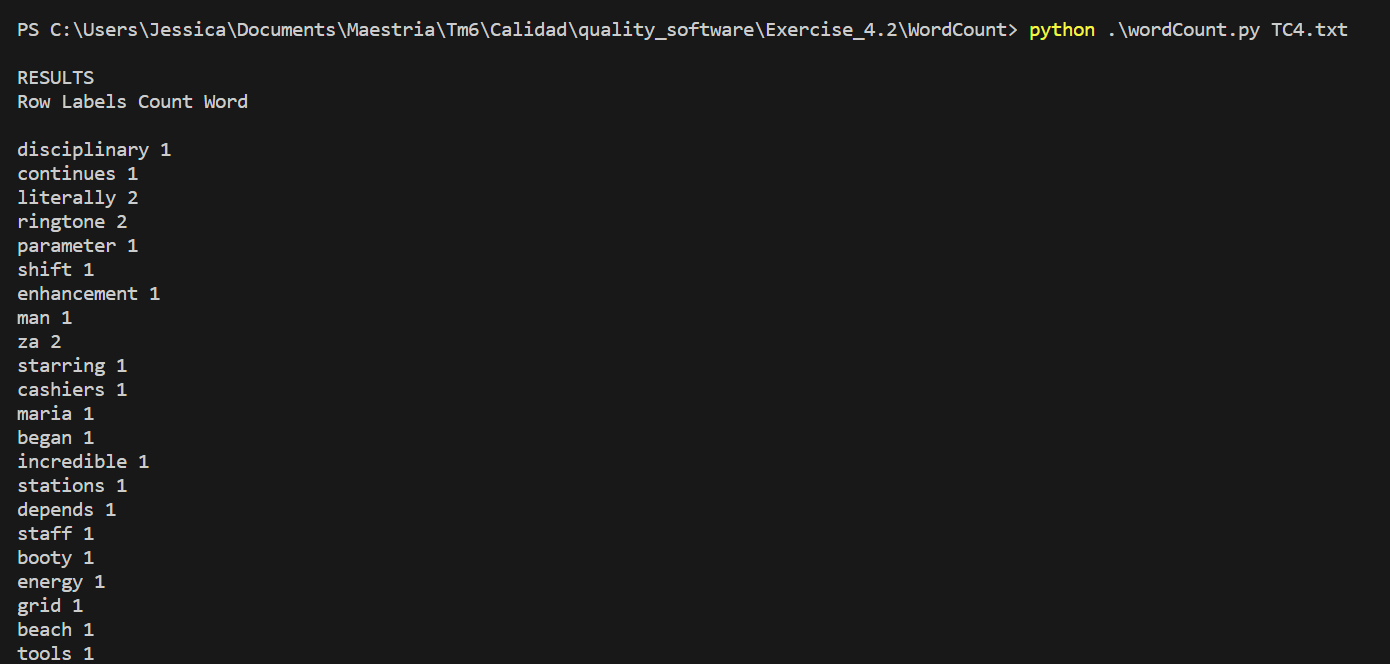 PS C:\Users\Jessica\Documents\Maestria\Tm6\Calidad\quality_software\Exercise_4.2\WordCount> python .\wordCount.py TC4.txt
RESULTS
Row Labels Count Word
disciplinary 1
continues 1
literally 2
ringtone 2
parameter 1
shift 1
enhancement 1
man 1
za 2
starring 1
cashiers 1
maria 1
began 1
incredible 1
stations 1
depends 1
staff 1
booty 1
energy 1
grid 1
beach 1
tools 1